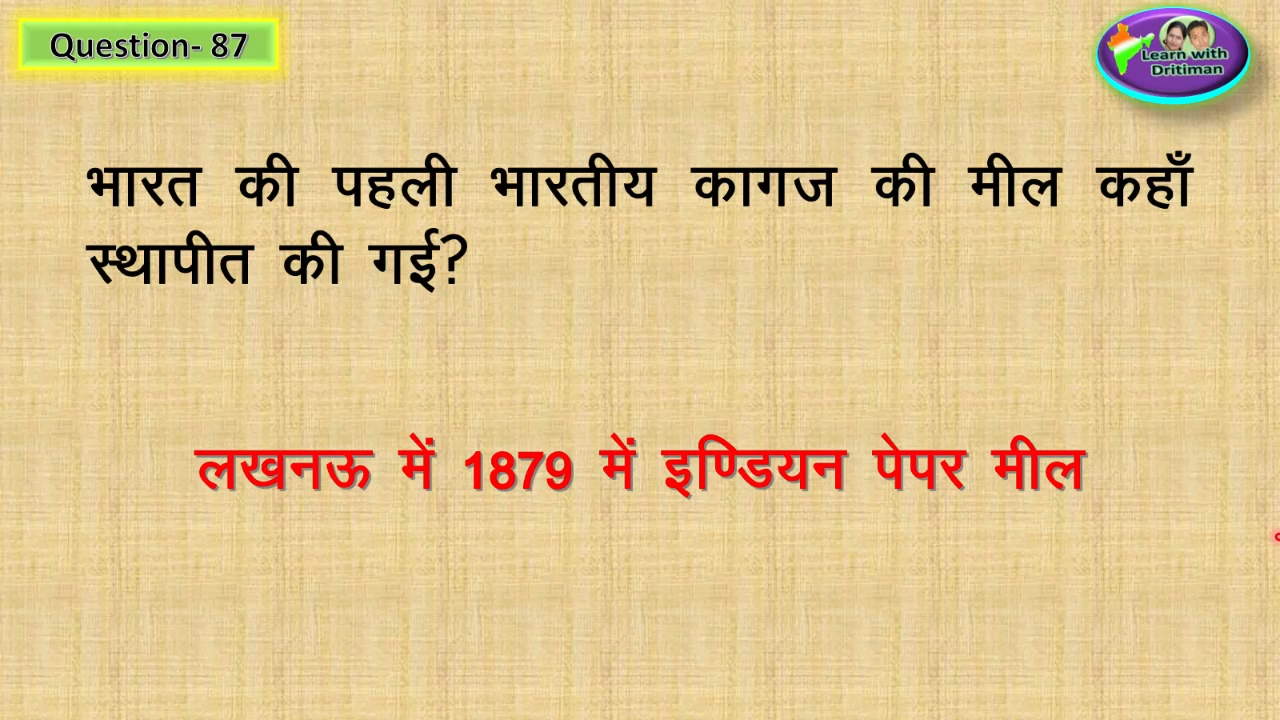 Question- 87
Learn with
Dritiman
भारत की पहली भारतीय कागज की मील कहाँ
स्थापीत की गई?
लखनऊ में 1879 में इण्डियन पेपर मील